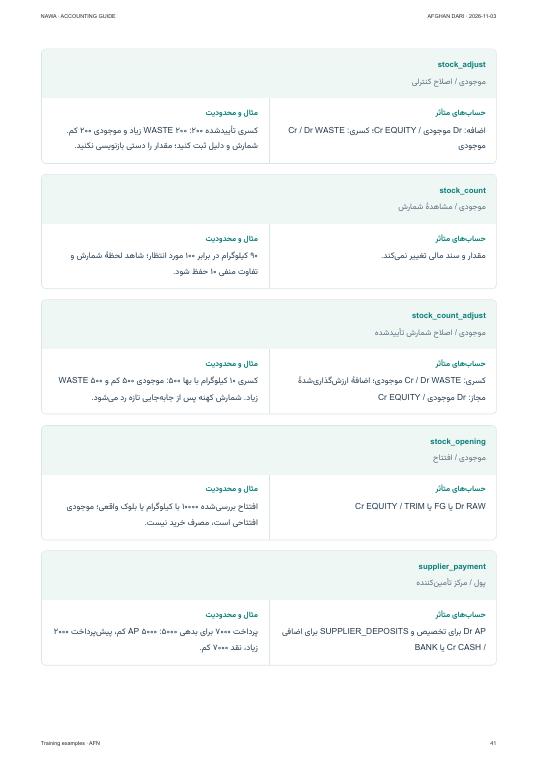 NAWA · ACCOUNTING GUIDE
AFGHAN DARI · 2026-11-03
stock_adjust
موجودی / اصلاح کنترلی
حساب‌های متأثر
اضافه: Dr موجودی / Cr EQUITY؛ کسری: Cr / Dr WASTE
موجودی
مثال و محدودیت
کسری تأییدشده ۲۰۰: WASTE ۲۰۰ زیاد و موجودی ۲۰۰ کم.
شمارش و دلیل ثبت کنید؛ مقدار را دستی بازنویسی نکنید.
stock_count
موجودی / مشاهدهٔ شمارش
حساب‌های متأثر
مقدار و سند مالی تغییر نمی‌کند.
مثال و محدودیت
۹۰ کیلوگرام در برابر ۱۰۰ مورد انتظار؛ شاهد لحظهٔ شمارش و
تفاوت منفی ۱۰ حفظ شود.
stock_count_adjust
موجودی / اصلاح شمارش تأییدشده
حساب‌های متأثر
کسری: Cr / Dr WASTE موجودی؛ اضافهٔ ارزش‌گذاری‌شدهٔ
مجاز: Dr موجودی / Cr EQUITY
مثال و محدودیت
کسری ۱۰ کیلوگرام با بها ۵۰۰: موجودی ۵۰۰ کم و WASTE ۵۰۰
زیاد. شمارش کهنه پس از جابه‌جایی تازه رد می‌شود.
stock_opening
موجودی / افتتاح
حساب‌های متأثر
Dr RAW یا FG یا Cr EQUITY / TRIM
مثال و محدودیت
افتتاح بررسی‌شده ۱۰۰۰۰ با کیلوگرام یا بلوک واقعی؛ موجودی
افتتاحی است، مصرف خرید نیست.
supplier_payment
پول / مرکز تأمین‌کننده
حساب‌های متأثر
Dr AP برای تخصیص و SUPPLIER_DEPOSITS برای اضافی
/ Cr CASH یا BANK
مثال و محدودیت
پرداخت ۷۰۰۰ برای بدهی ۵۰۰۰: AP ۵۰۰۰ کم، پیش‌پرداخت ۲۰۰۰
زیاد، نقد ۷۰۰۰ کم.
Training examples · AFN
41